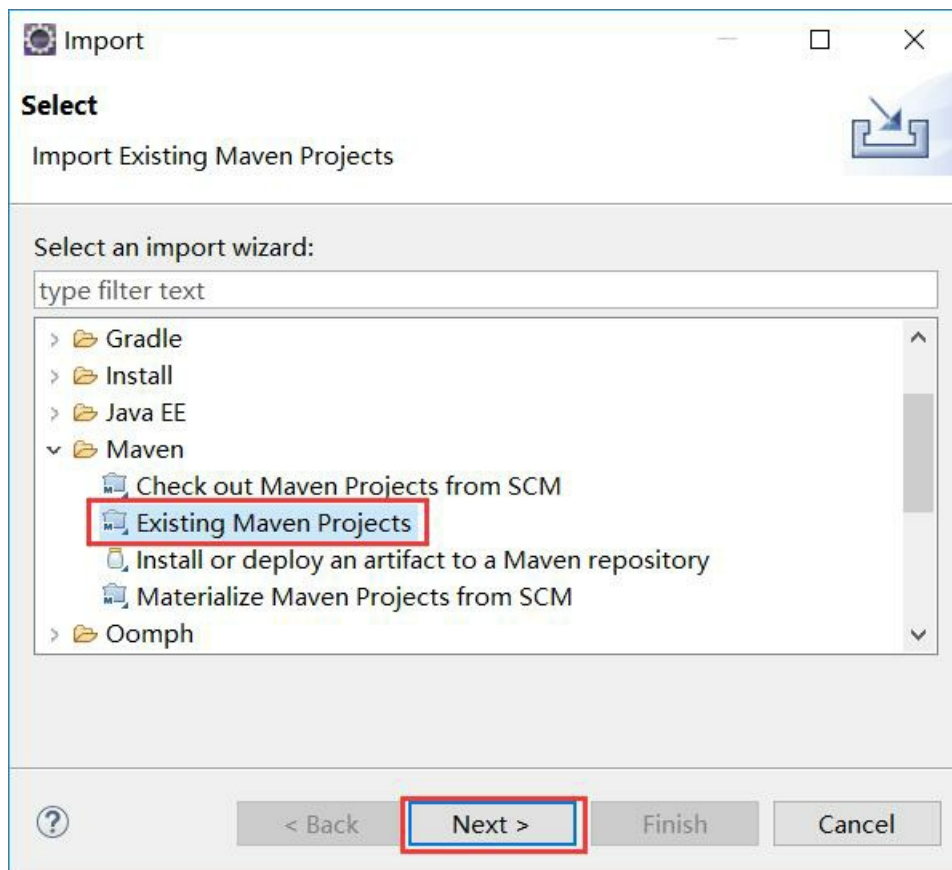 Import
Select
Import Existing Maven Projects
Select an import wizard:
type filter text
Gradle
Install
Java EE
Maven
Check out Maven Projects from SCM
Existing Maven Projects
Install or deploy an artifact to a Maven repository
Materialize Maven Projects from SCM
Oomph
? < Back Next > Finish Cancel